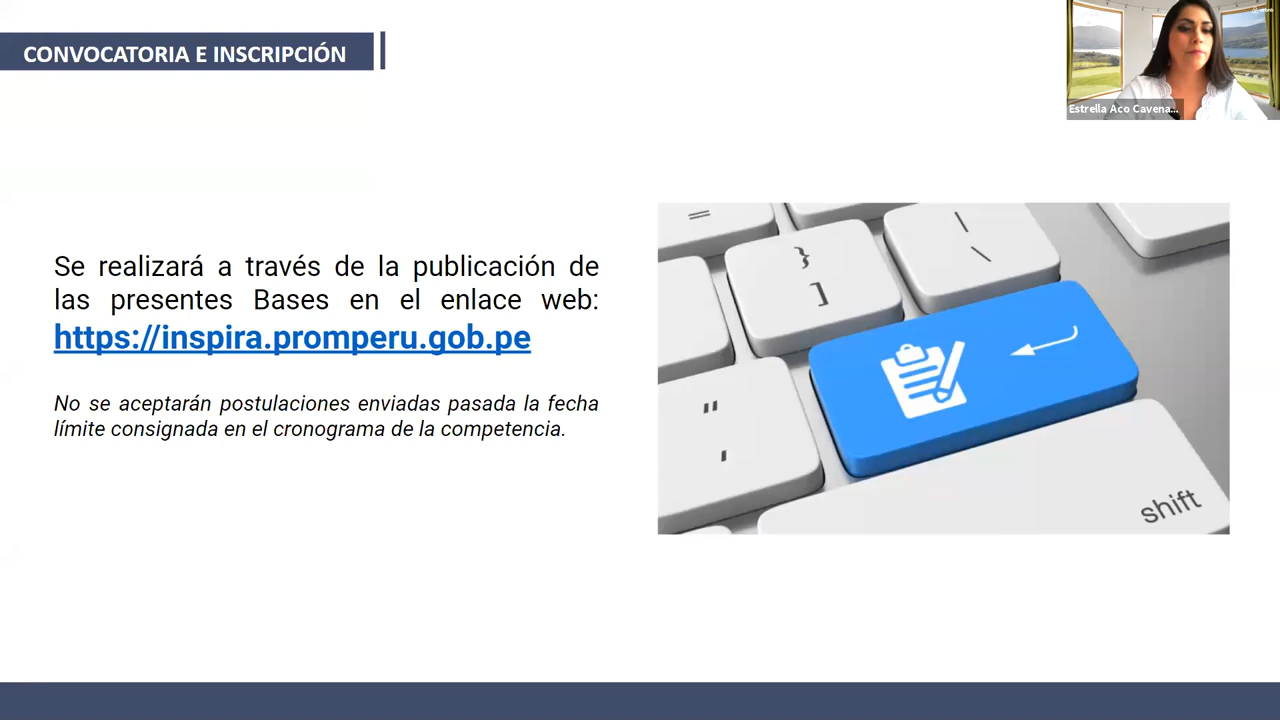 CONVOCATORIA E INSCRIPCIÓN
Estrella Aco Cavena...
Se realizará a través de la publicación de
las presentes Bases en el enlace web:
https://inspira.promperu.gob.pe
No se aceptarán postulaciones enviadas pasada la fecha
límite consignada en el cronograma de la competencia.
=
}
]
|
\
"
'
shift